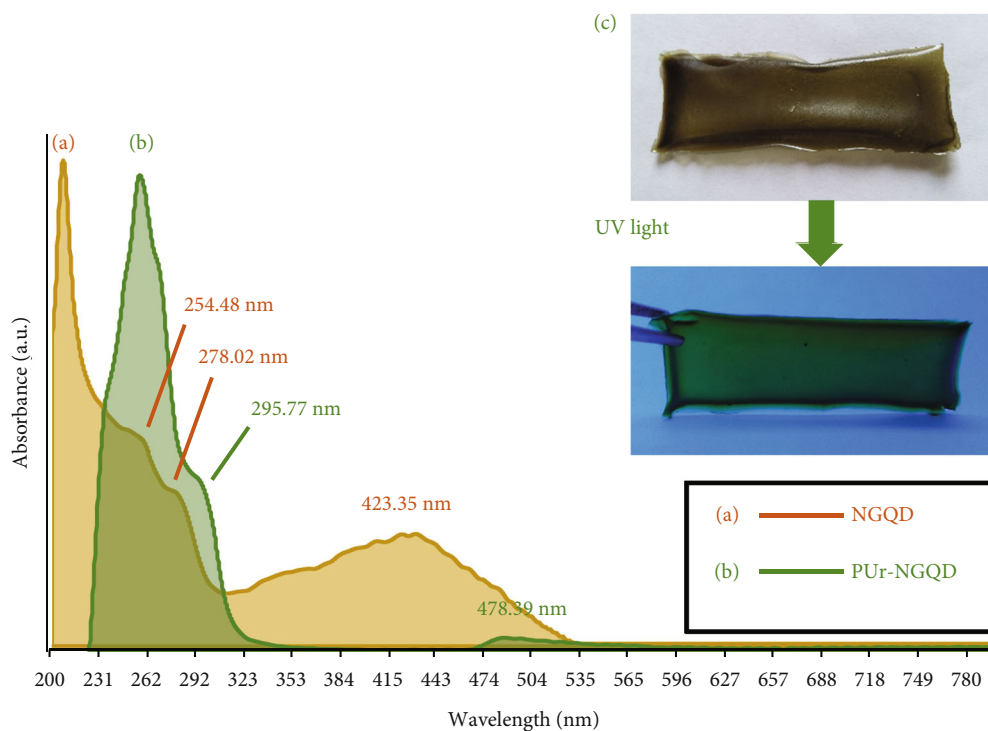 (c)
(a)
(b)
UV light
254.48 nm
278.02 nm
295.77 nm
423.35 nm
478.39 nm
(a) NGQD
(b) PUr-NGQD
Absorbance (a.u.)
200 231 262 292 323 353 384 415 443 474 504 535 565 596 627 657 688 718 749 780
Wavelength (nm)